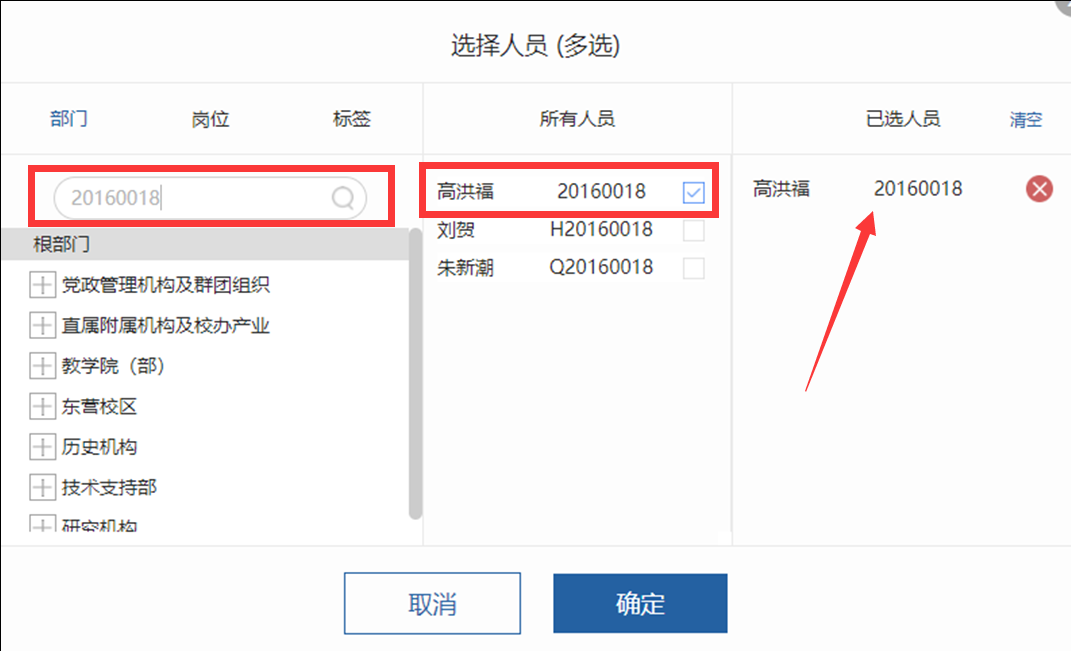 选择人员 (多选)
部门 岗位 标签 所有人员 已选人员 清空
20160018
根部门
党政管理机构及群团组织
直属附属机构及校办产业
教学院（部）
东营校区
历史机构
技术支持部
研究机构
高洪福 20160018
刘贺 H20160018
朱新潮 Q20160018
高洪福 20160018
取消 确定